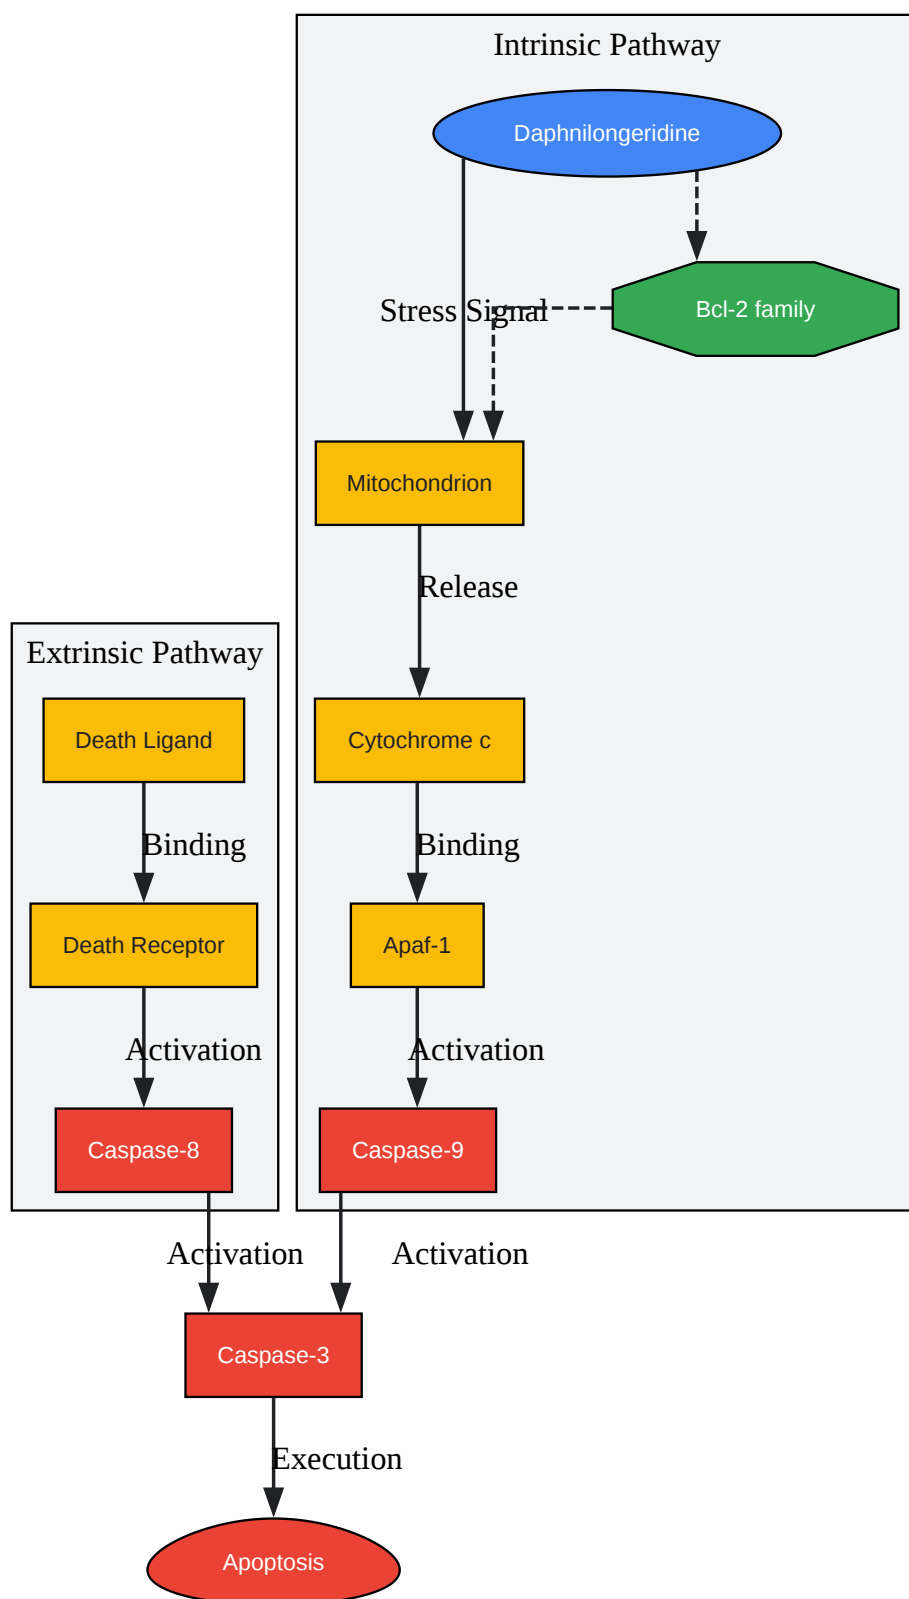 Intrinsic Pathway
Daphnilongeridine
Stress Signal
Bcl-2 family
Mitochondrion
Release
Extrinsic Pathway
Death Ligand
Cytochrome c
Binding
Binding
Death Receptor
Apaf-1
Activation
Activation
Caspase-8
Caspase-9
Activation
Activation
Caspase-3
Execution
Apoptosis